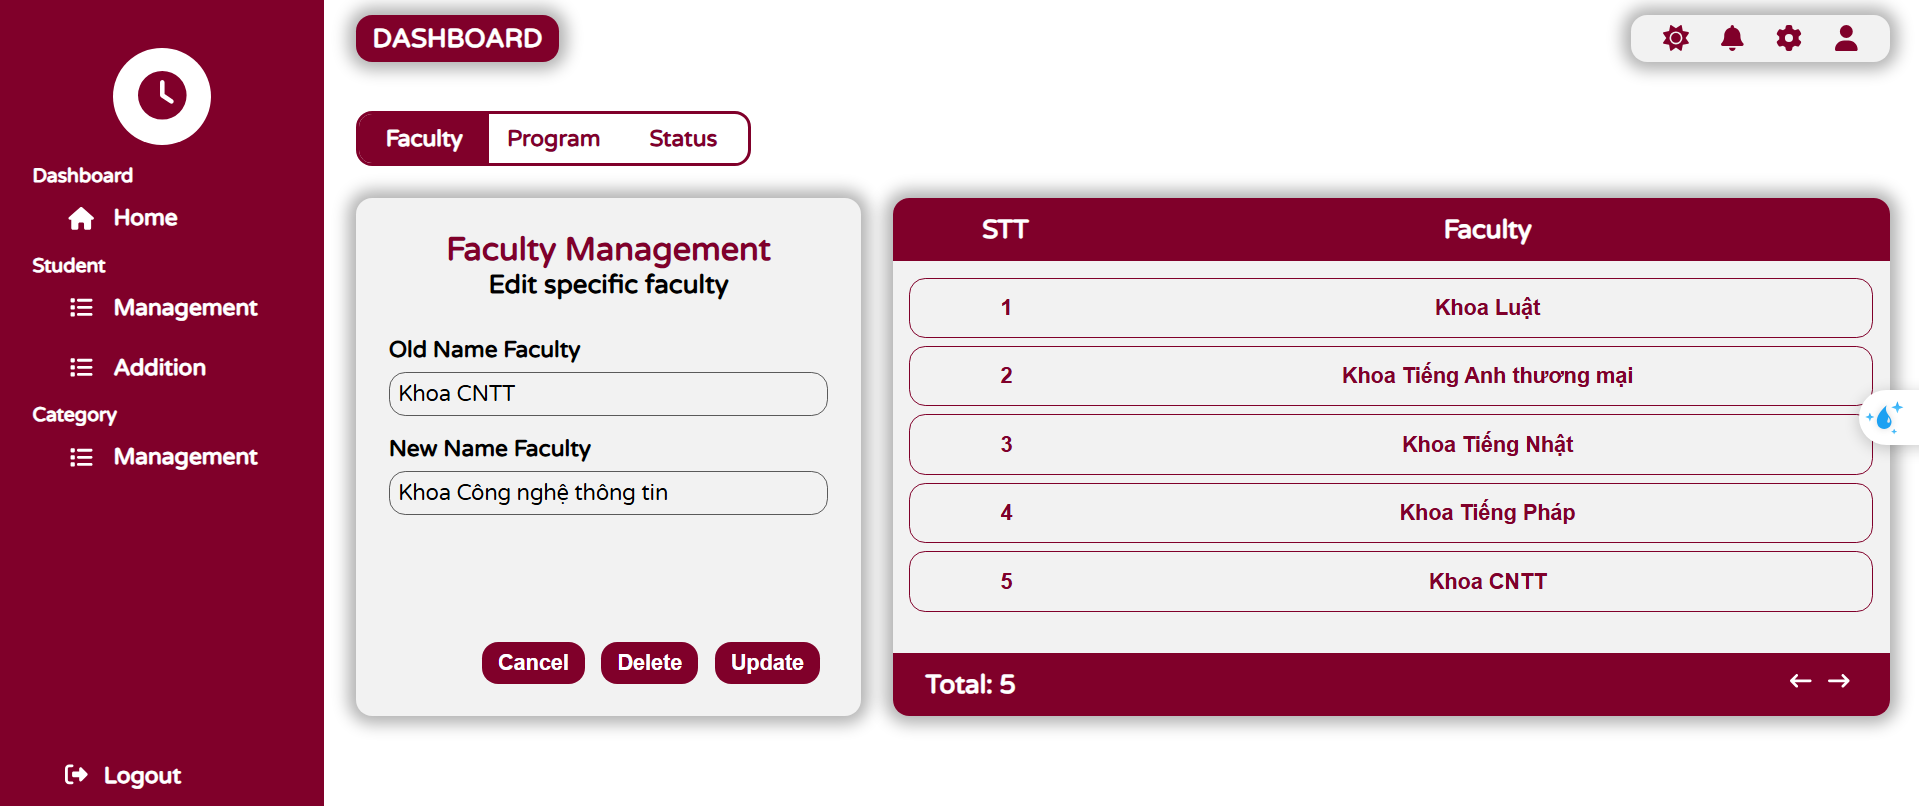 Dashboard
Home
Student
Management
Addition
Category
Management
Logout
DASHBOARD
Faculty Program Status
Faculty Management
Edit specific faculty
Old Name Faculty
Khoa CNTT
New Name Faculty
Khoa Công nghệ thông tin
Cancel Delete Update
STT Faculty
1 Khoa Luật
2 Khoa Tiếng Anh thương mại
3 Khoa Tiếng Nhật
4 Khoa Tiếng Pháp
5 Khoa CNTT
Total: 5